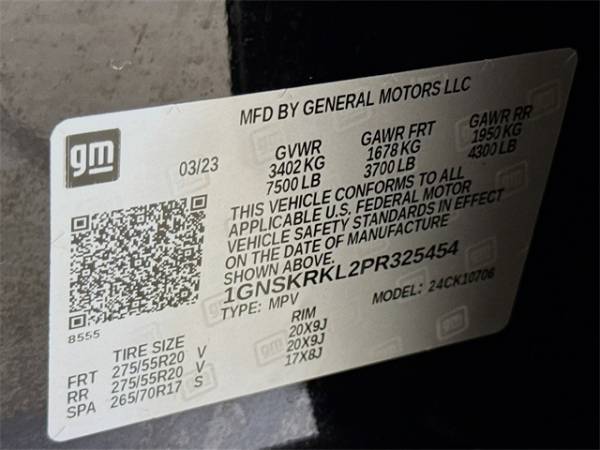 MFD BY GENERAL MOTORS LLC
gm
03/23
GVWR GAWR FRT GAWR RR
3402 KG 1678 KG 1950 KG
7500 LB 3700 LB 4300 LB
THIS VEHICLE CONFORMS TO ALL
APPLICABLE U.S. FEDERAL MOTOR
VEHICLE SAFETY STANDARDS IN EFFECT
ON THE DATE OF MANUFACTURE
SHOWN ABOVE.
1GNSKRKL2PR325454
TYPE: MPV MODEL: 24CK10706
8555
TIRE SIZE RIM
FRT 275/55R20 V 20X9J
RR 275/55R20 V 20X9J
SPA 265/70R17 S 17X8J